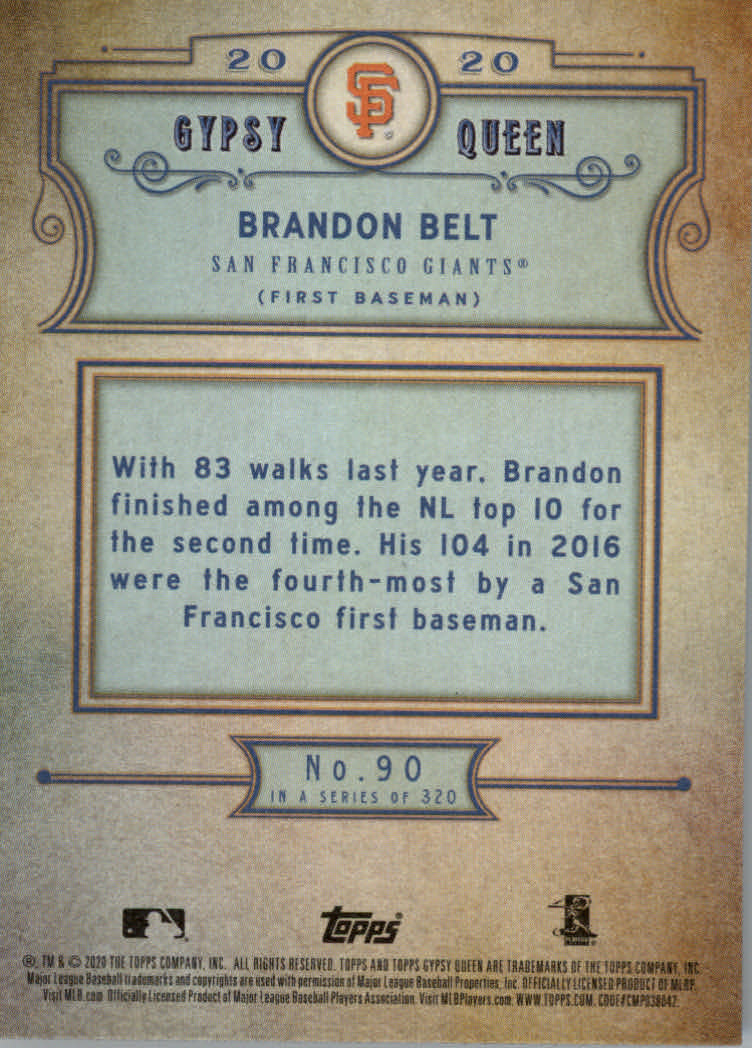 20 20
SF
GYPSY QUEEN
BRANDON BELT
SAN FRANCISCO GIANTS®
(FIRST BASEMAN)
With 83 walks last year, Brandon
finished among the NL top 10 for
the second time. His 104 in 2016
were the fourth-most by a San
Francisco first baseman.
No.90
IN A SERIES OF 320
topps®
®, TM & © 2020 THE TOPPS COMPANY, INC. ALL RIGHTS RESERVED. TOPPS AND TOPPS GYPSY QUEEN ARE TRADEMARKS OF THE TOPPS COMPANY, INC.
Major League Baseball trademarks and copyrights are used with permission of Major League Baseball Properties, Inc. OFFICIALLY LICENSED PRODUCT OF MLBP.
Visit MLB.com. Officially Licensed Product of Major League Baseball Players Association. Visit MLBPlayers.com. WWW.TOPPS.COM. CODE#CMP038042.